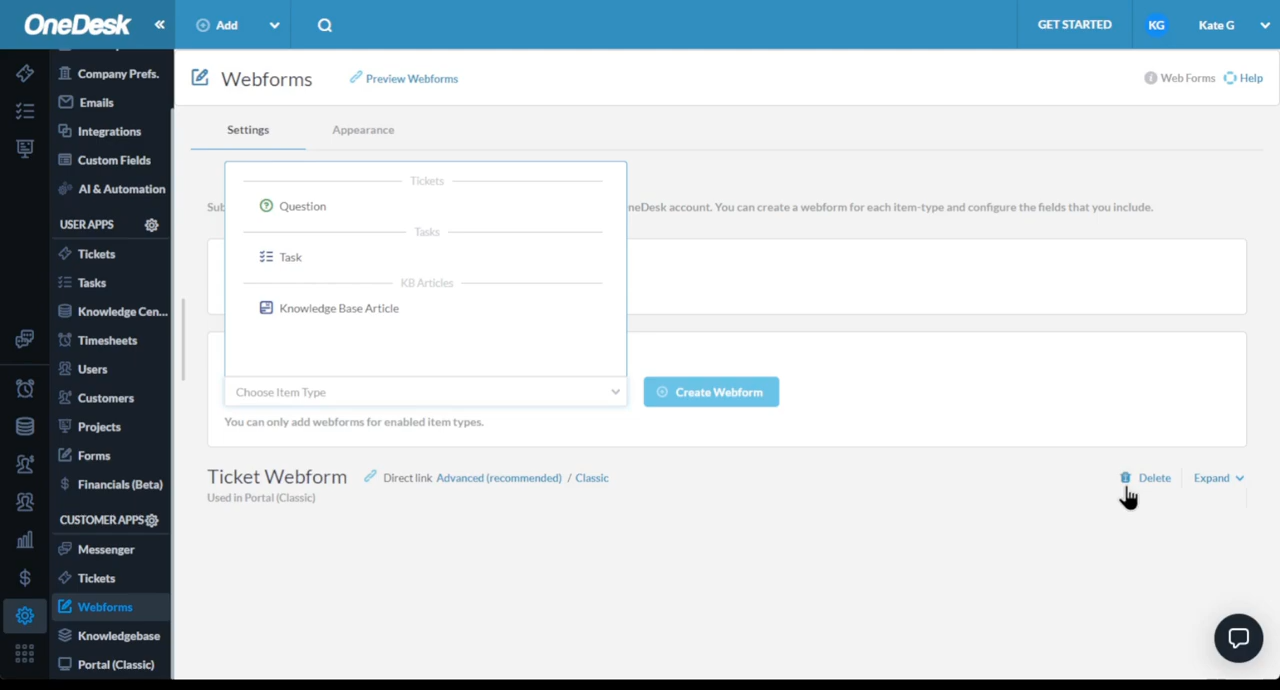 OneDesk
«
Add
GET STARTED
KG
Kate G
Company Prefs.
Emails
Integrations
Custom Fields
AI & Automation
USER APPS
Tickets
Tasks
Knowledge Cen...
Timesheets
Users
Customers
Projects
Forms
Financials (Beta)
CUSTOMER APPS
Messenger
Tickets
Webforms
Knowledgebase
Portal (Classic)
Webforms
Preview Webforms
Web Forms
Help
Settings
Appearance
Sub
neDesk account. You can create a webform for each item-type and configure the fields that you include.
Tickets
Question
Tasks
Task
KB Articles
Knowledge Base Article
Choose Item Type
Create Webform
You can only add webforms for enabled item types.
Ticket Webform
Direct link Advanced (recommended) / Classic
Delete
Expand
Used in Portal (Classic)